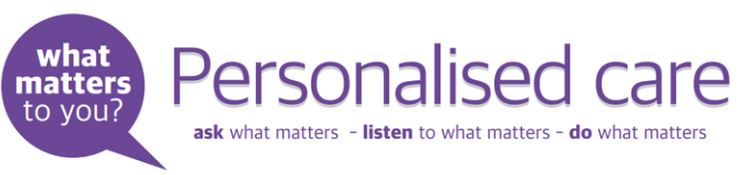 what
matters
to you?
Personalised care
ask what matters - listen to what matters - do what matters